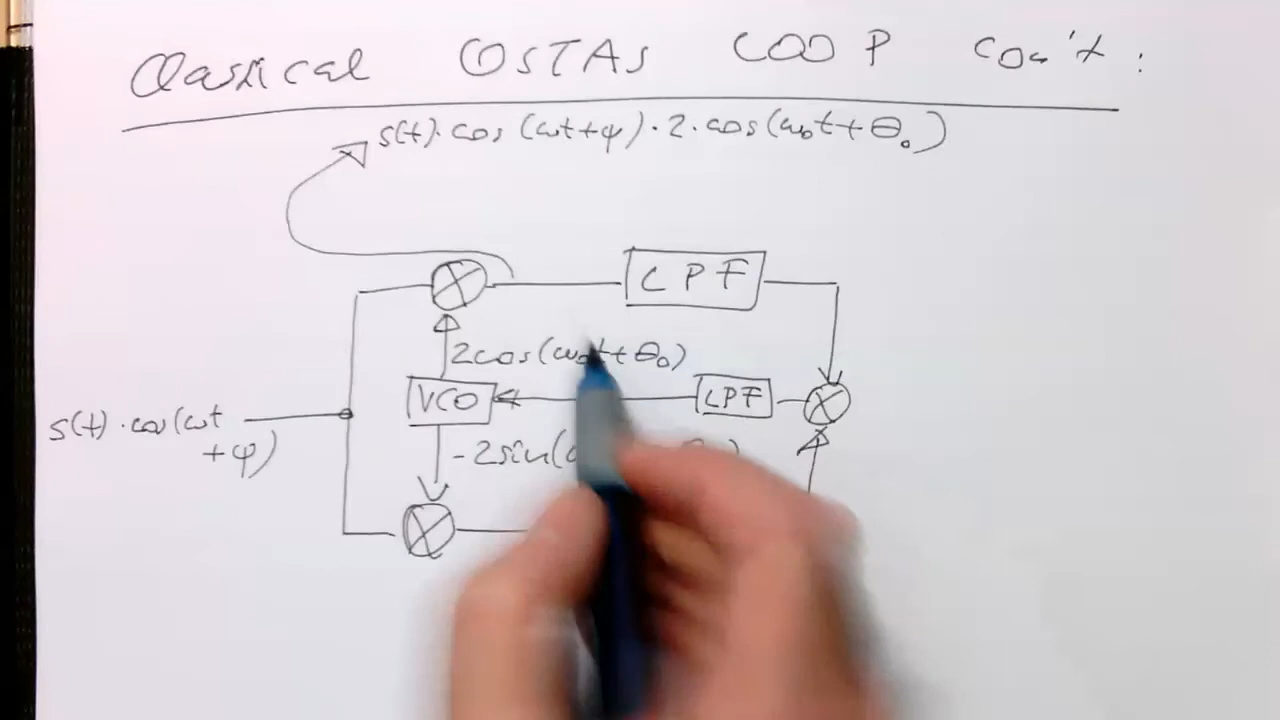 Classical COSTAS LOOP Con't:
s(t)·cos(ωt+φ)·2·cos(ω₀t+θ₀)
LPF
2cos(ω₀t+θ₀)
VCO
LPF
s(t)·cos(ωt
+φ)
-2sin(